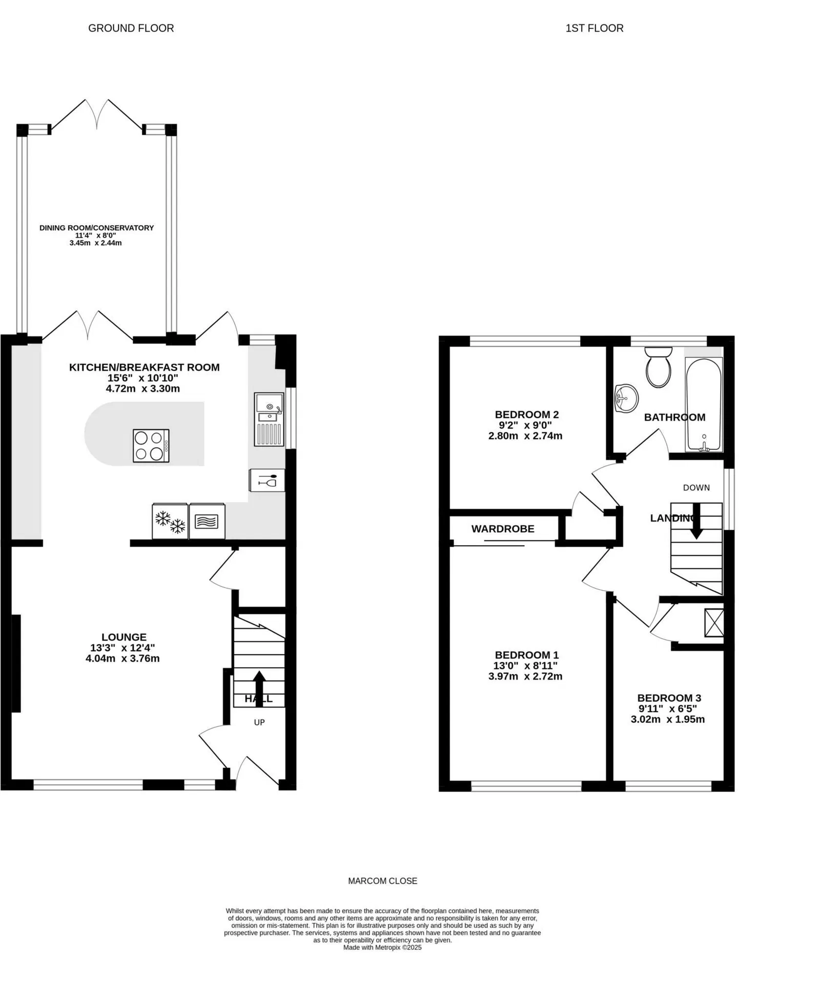 GROUND FLOOR
1ST FLOOR
DINING ROOM/CONSERVATORY
11'4" x 8'0"
3.45m x 2.44m
KITCHEN/BREAKFAST ROOM
15'6" x 10'10"
4.72m x 3.30m
LOUNGE
13'3" x 12'4"
4.04m x 3.76m
HALL
UP
BEDROOM 2
9'2" x 9'0"
2.80m x 2.74m
BATHROOM
DOWN
LANDING
WARDROBE
BEDROOM 1
13'0" x 8'11"
3.97m x 2.72m
BEDROOM 3
9'11" x 6'5"
3.02m x 1.95m
MARCOM CLOSE
Whilst every attempt has been made to ensure the accuracy of the floorplan contained here, measurements
of doors, windows, rooms and any other items are approximate and no responsibility is taken for any error,
omission or mis-statement. This plan is for illustrative purposes only and should be used as such by any
prospective purchaser. The services, systems and appliances shown have not been tested and no guarantee
as to their operability or efficiency can be given.
Made with Metropix ©2025